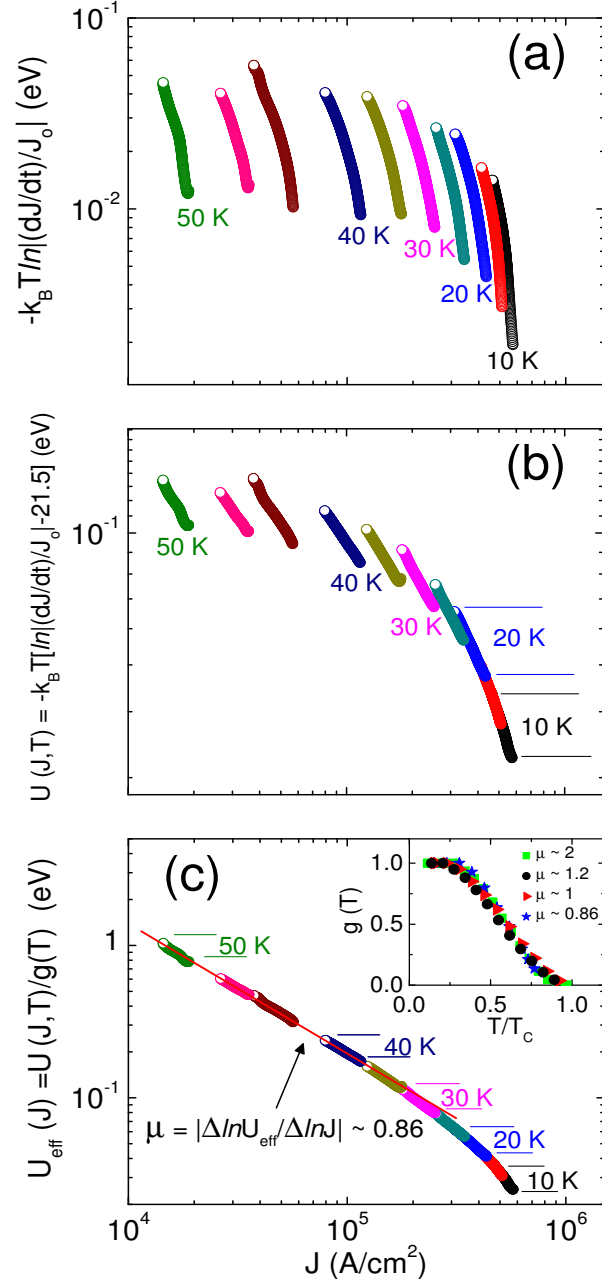 10⁻¹
(a)
-k_B T ln|(dJ/dt)/J_o| (eV)
10⁻²
50 K
40 K
30 K
20 K
10 K
(b)
U (J,T) = -k_B T[ln|(dJ/dt)/J_o|-21.5] (eV)
10⁻¹
50 K
40 K
30 K
20 K
10 K
(c)
U_eff (J) =U (J,T)/g(T) (eV)
1
10⁻¹
50 K
40 K
30 K
20 K
10 K
μ = |ΔlnU_eff/ΔlnJ| ~ 0.86
g (T)
1.0
0.5
0.0
μ ~ 2
μ ~ 1.2
μ ~ 1
μ ~ 0.86
0.0 0.5 1.0
T/T_C
10⁴ 10⁵ 10⁶
J (A/cm²)